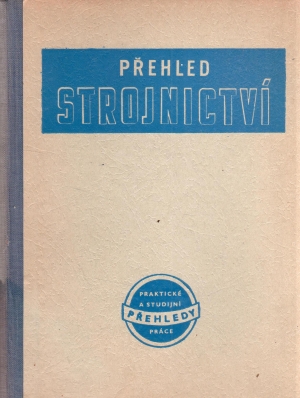 PŘEHLED
STROJNICTVÍ
PRAKTICKÉ
A STUDIJNÍ
PŘEHLEDY
PRÁCE